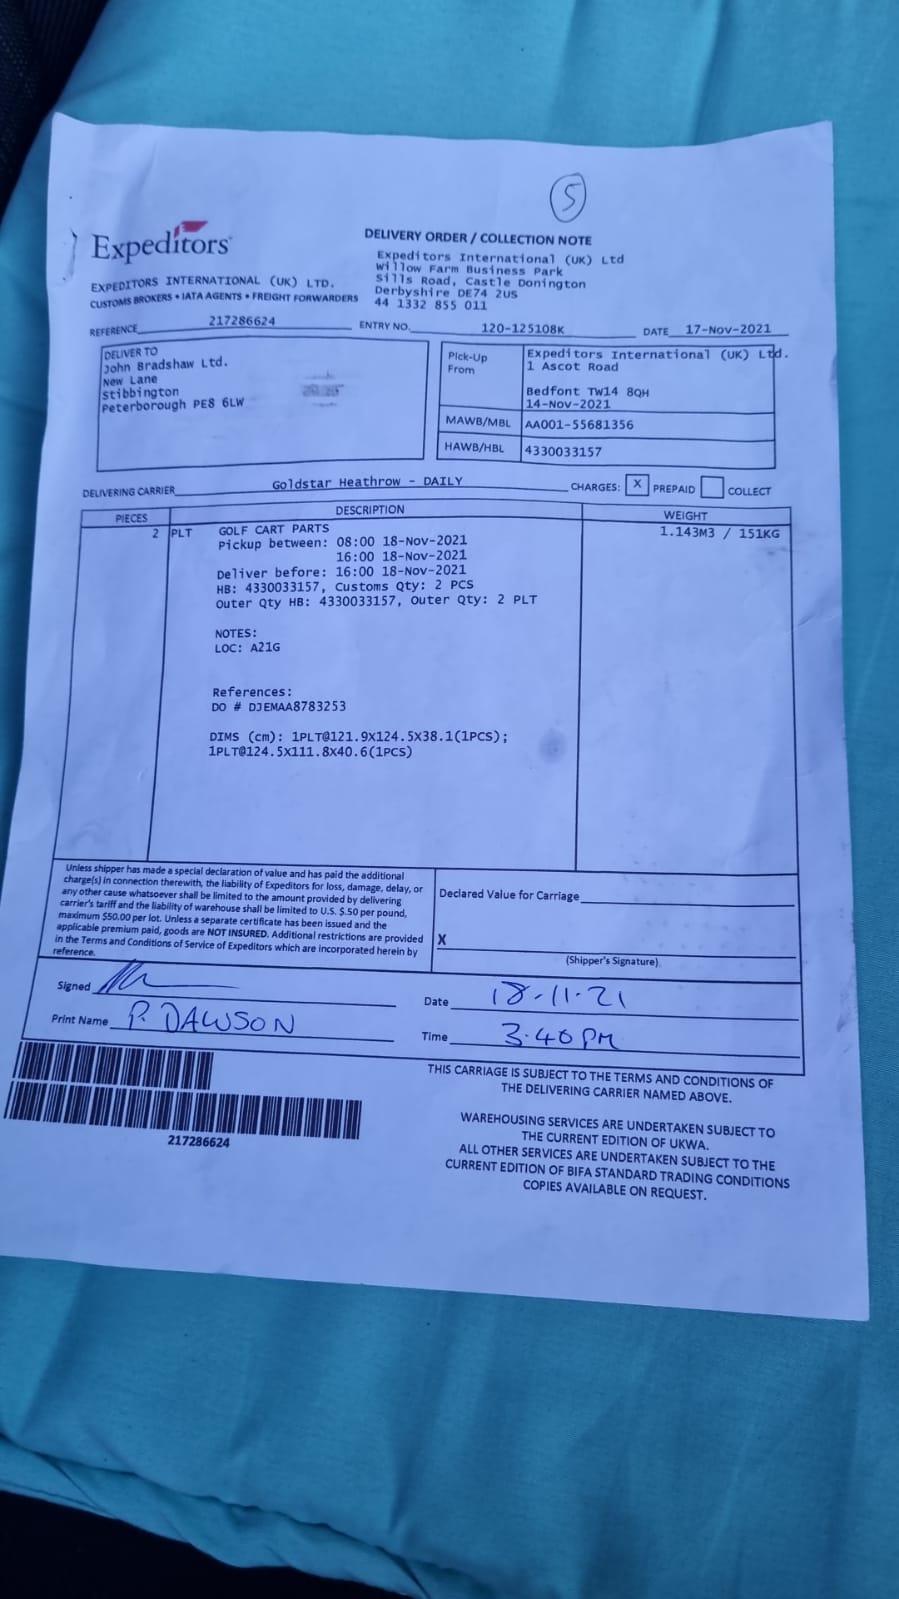 5
Expeditors
DELIVERY ORDER / COLLECTION NOTE
Expeditors International (UK) Ltd
Willow Farm Business Park
Sills Road, Castle Donington
Derbyshire DE74 2US
44 1332 855 011
EXPEDITORS INTERNATIONAL (UK) LTD.
CUSTOMS BROKERS • IATA AGENTS • FREIGHT FORWARDERS
REFERENCE 217286624 ENTRY NO. 120-125108K DATE 17-Nov-2021
DELIVER TO
John Bradshaw Ltd.
New Lane
Stibbington
Peterborough PE8 6LW
Pick-Up From
Expeditors International (UK) Ltd.
1 Ascot Road
Bedfont TW14 8QH
14-Nov-2021
MAWB/MBL AA001-55681356
HAWB/HBL 4330033157
DELIVERING CARRIER Goldstar Heathrow - DAILY CHARGES: X PREPAID COLLECT
PIECES DESCRIPTION WEIGHT
2 PLT GOLF CART PARTS 1.143M3 / 151KG
Pickup between: 08:00 18-Nov-2021
16:00 18-Nov-2021
Deliver before: 16:00 18-Nov-2021
HB: 4330033157, Customs Qty: 2 PCS
Outer Qty HB: 4330033157, Outer Qty: 2 PLT
NOTES:
LOC: A21G
References:
DO # DJEMAA8783253
DIMS (cm): 1PLT@121.9X124.5X38.1(1PCS);
1PLT@124.5X111.8X40.6(1PCS)
Unless shipper has made a special declaration of value and has paid the additional
charge(s) in connection therewith, the liability of Expeditors for loss, damage, delay, or
any other cause whatsoever shall be limited to the amount provided by delivering
carrier's tariff and the liability of warehouse shall be limited to U.S. $.50 per pound,
maximum $50.00 per lot. Unless a separate certificate has been issued and the
applicable premium paid, goods are NOT INSURED. Additional restrictions are provided
in the Terms and Conditions of Service of Expeditors which are incorporated herein by
reference.
Declared Value for Carriage
X
(Shipper's Signature)
Signed
Date 18-11-21
Print Name P. DAWSON
Time 3.40PM
217286624
THIS CARRIAGE IS SUBJECT TO THE TERMS AND CONDITIONS OF
THE DELIVERING CARRIER NAMED ABOVE.
WAREHOUSING SERVICES ARE UNDERTAKEN SUBJECT TO
THE CURRENT EDITION OF UKWA.
ALL OTHER SERVICES ARE UNDERTAKEN SUBJECT TO THE
CURRENT EDITION OF BIFA STANDARD TRADING CONDITIONS
COPIES AVAILABLE ON REQUEST.